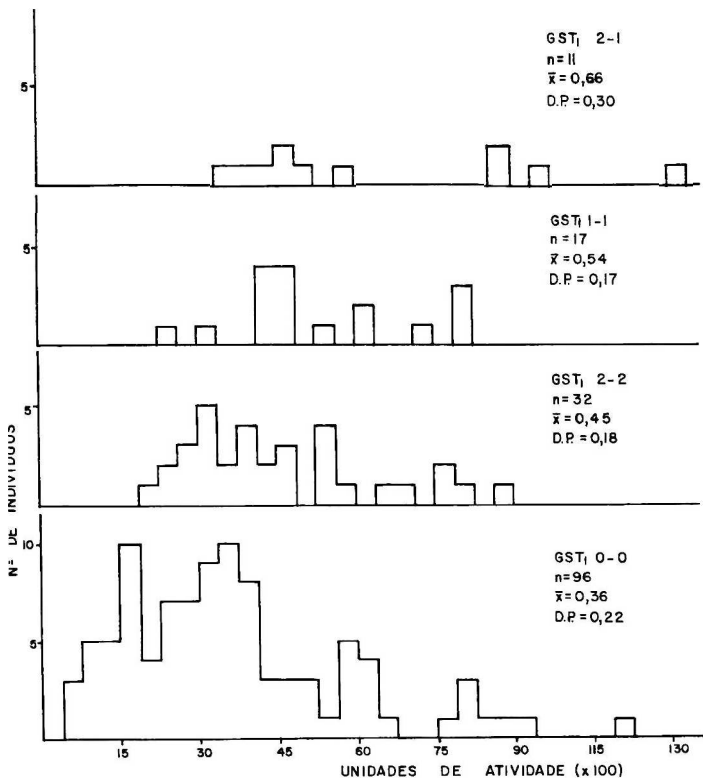 GST₁ 2-1
n=11
x̄=0,66
D.P.=0,30
5
GST₁ 1-1
n=17
x̄=0,54
D.P.=0,17
5
GST₁ 2-2
n=32
x̄=0,45
D.P.=0,18
5
Nº DE INDIVÍDUOS
GST₁ 0-0
n=96
x̄=0,36
D.P.=0,22
10
5
15 30 45 60 75 90 115 130
UNIDADES DE ATIVIDADE (x100)